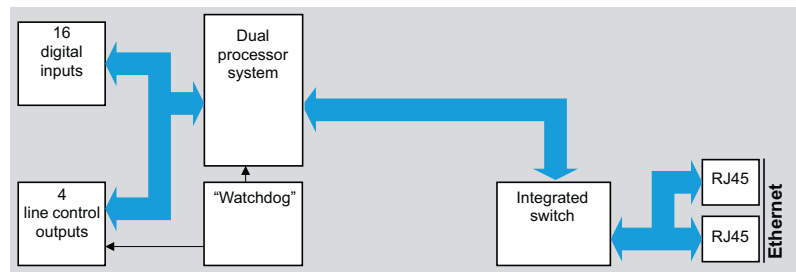 16
digital
inputs
Dual
processor
system
4
line control
outputs
“Watchdog”
Integrated
switch
RJ45
RJ45
Ethernet